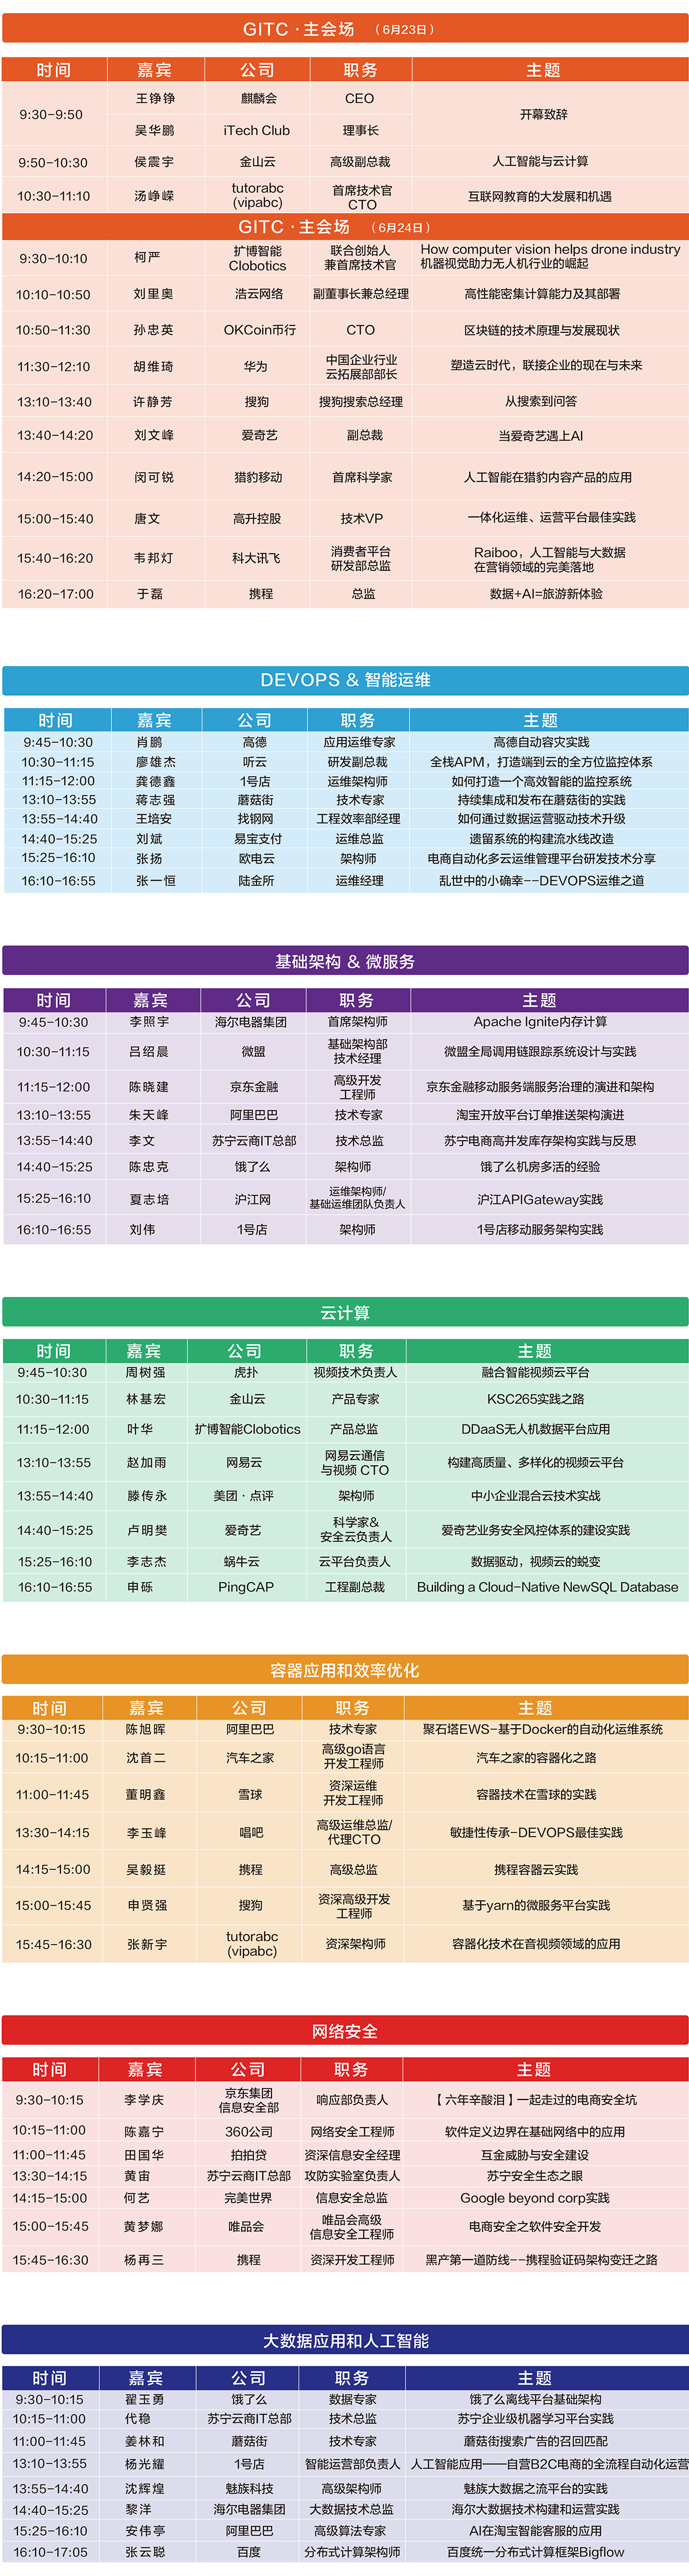 GITC · 主会场 （ 6月23日 ）
时间 嘉宾 公司 职务 主题
9:30-9:50 王铮铮 麒麟会 CEO 开幕致辞
吴华鹏 iTech Club 理事长
9:50-10:30 侯震宇 金山云 高级副总裁 人工智能与云计算
10:30-11:10 汤峥嵘 tutorabc (vipabc) 首席技术官 CTO 互联网教育的大发展和机遇
GITC · 主会场 （ 6月24日 ）
9:30-10:10 柯严 扩博智能 Clobotics 联合创始人 兼首席技术官 How computer vision helps drone industry 机器视觉助力无人机行业的崛起
10:10-10:50 刘里奥 浩云网络 副董事长兼总经理 高性能密集计算能力及其部署
10:50-11:30 孙忠英 OKCoin币行 CTO 区块链的技术原理与发展现状
11:30-12:10 胡维琦 华为 中国企业行业 云拓展部部长 塑造云时代，联接企业的现在与未来
13:10-13:40 许静芳 搜狗 搜狗搜索总经理 从搜索到问答
13:40-14:20 刘文峰 爱奇艺 副总裁 当爱奇艺遇上AI
14:20-15:00 闵可锐 猎豹移动 首席科学家 人工智能在猎豹内容产品的应用
15:00-15:40 唐文 高升控股 技术VP 一体化运维、运营平台最佳实践
15:40-16:20 韦邦灯 科大讯飞 消费者平台 研发部总监 Raiboo，人工智能与大数据 在营销领域的完美落地
16:20-17:00 于磊 携程 总监 数据+AI=旅游新体验
DEVOPS & 智能运维
时间 嘉宾 公司 职务 主题
9:45-10:30 肖鹏 高德 应用运维专家 高德自动容灾实践
10:30-11:15 廖雄杰 听云 研发副总裁 全栈APM，打造端到云的全方位监控体系
11:15-12:00 龚德鑫 1号店 运维架构师 如何打造一个高效智能的监控系统
13:10-13:55 蒋志强 蘑菇街 技术专家 持续集成和发布在蘑菇街的实践
13:55-14:40 王培安 找钢网 工程效率部经理 如何通过数据运营驱动技术升级
14:40-15:25 刘斌 易宝支付 运维总监 遗留系统的构建流水线改造
15:25-16:10 张扬 欧电云 架构师 电商自动化多云运维管理平台研发技术分享
16:10-16:55 张一恒 陆金所 运维经理 乱世中的小确幸--DEVOPS运维之道
基础架构 & 微服务
时间 嘉宾 公司 职务 主题
9:45-10:30 李照宇 海尔电器集团 首席架构师 Apache Ignite内存计算
10:30-11:15 吕绍晨 微盟 基础架构部 技术经理 微盟全局调用链跟踪系统设计与实践
11:15-12:00 陈晓建 京东金融 高级开发 工程师 京东金融移动服务端服务治理的演进和架构
13:10-13:55 朱天峰 阿里巴巴 技术专家 淘宝开放平台订单推送架构演进
13:55-14:40 李文 苏宁云商IT总部 技术总监 苏宁电商高并发库存架构实践与反思
14:40-15:25 陈忠克 饿了么 架构师 饿了么机房多活的经验
15:25-16:10 夏志培 沪江网 运维架构师/ 基础运维团队负责人 沪江APIGateway实践
16:10-16:55 刘伟 1号店 架构师 1号店移动服务架构实践
云计算
时间 嘉宾 公司 职务 主题
9:45-10:30 周树强 虎扑 视频技术负责人 融合智能视频云平台
10:30-11:15 林基宏 金山云 产品专家 KSC265实践之路
11:15-12:00 叶华 扩博智能Clobotics 产品总监 DDaaS无人机数据平台应用
13:10-13:55 赵加雨 网易云 网易云通信 与视频 CTO 构建高质量、多样化的视频云平台
13:55-14:40 滕传永 美团 · 点评 架构师 中小企业混合云技术实战
14:40-15:25 卢明樊 爱奇艺 科学家& 安全云负责人 爱奇艺业务安全风控体系的建设实践
15:25-16:10 李志杰 蜗牛云 云平台负责人 数据驱动，视频云的蜕变
16:10-16:55 申砾 PingCAP 工程副总裁 Building a Cloud-Native NewSQL Database
容器应用和效率优化
时间 嘉宾 公司 职务 主题
9:30-10:15 陈旭晖 阿里巴巴 技术专家 聚石塔EWS-基于Docker的自动化运维系统
10:15-11:00 沈首二 汽车之家 高级go语言 开发工程师 汽车之家的容器化之路
11:00-11:45 董明鑫 雪球 资深运维 开发工程师 容器技术在雪球的实践
13:30-14:15 李玉峰 唱吧 高级运维总监/ 代理CTO 敏捷性传承-DEVOPS最佳实践
14:15-15:00 吴毅挺 携程 高级总监 携程容器云实践
15:00-15:45 申贤强 搜狗 资深高级开发 工程师 基于yarn的微服务平台实践
15:45-16:30 张新宇 tutorabc (vipabc) 资深架构师 容器化技术在音视频领域的应用
网络安全
时间 嘉宾 公司 职务 主题
9:30-10:15 李学庆 京东集团 信息安全部 响应部负责人 【 六年辛酸泪 】一起走过的电商安全坑
10:15-11:00 陈嘉宁 360公司 网络安全工程师 软件定义边界在基础网络中的应用
11:00-11:45 田国华 拍拍贷 资深信息安全经理 互金威胁与安全建设
13:30-14:15 黄宙 苏宁云商IT总部 攻防实验室负责人 苏宁安全生态之眼
14:15-15:00 何艺 完美世界 信息安全总监 Google beyond corp实践
15:00-15:45 黄梦娜 唯品会 唯品会高级 信息安全工程师 电商安全之软件安全开发
15:45-16:30 杨再三 携程 资深开发工程师 黑产第一道防线--携程验证码架构变迁之路
大数据应用和人工智能
时间 嘉宾 公司 职务 主题
9:30-10:15 翟玉勇 饿了么 数据专家 饿了么离线平台基础架构
10:15-11:00 代稳 苏宁云商IT总部 技术总监 苏宁企业级机器学习平台实践
11:00-11:45 姜林和 蘑菇街 技术专家 蘑菇街搜索广告的召回匹配
13:10-13:55 杨光耀 1号店 智能运营部负责人 人工智能应用——自营B2C电商的全流程自动化运营
13:55-14:40 沈辉煌 魅族科技 高级架构师 魅族大数据之流平台的实践
14:40-15:25 黎洋 海尔电器集团 大数据技术总监 海尔大数据技术构建和运营实践
15:25-16:10 安伟亭 阿里巴巴 高级算法专家 AI在淘宝智能客服的应用
16:10-17:05 张云聪 百度 分布式计算架构师 百度统一分布式计算框架Bigflow